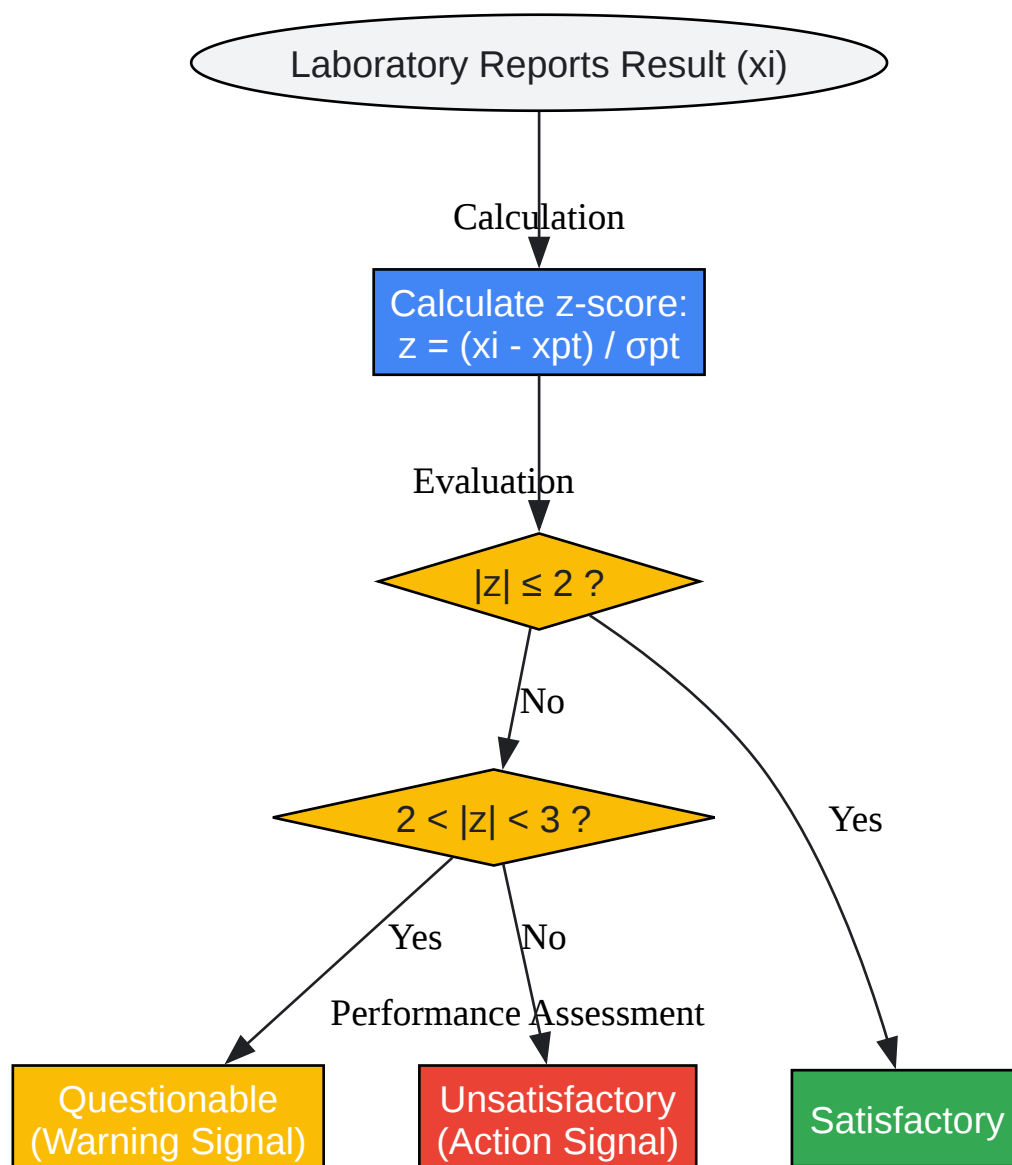 Laboratory Reports Result (xi)
Calculation
Calculate z-score:
z = (xi - xpt) / σpt
Evaluation
|z| ≤ 2 ?
No
2 < |z| < 3 ?
Yes
Yes
No
Performance Assessment
Questionable
(Warning Signal)
Unsatisfactory
(Action Signal)
Satisfactory